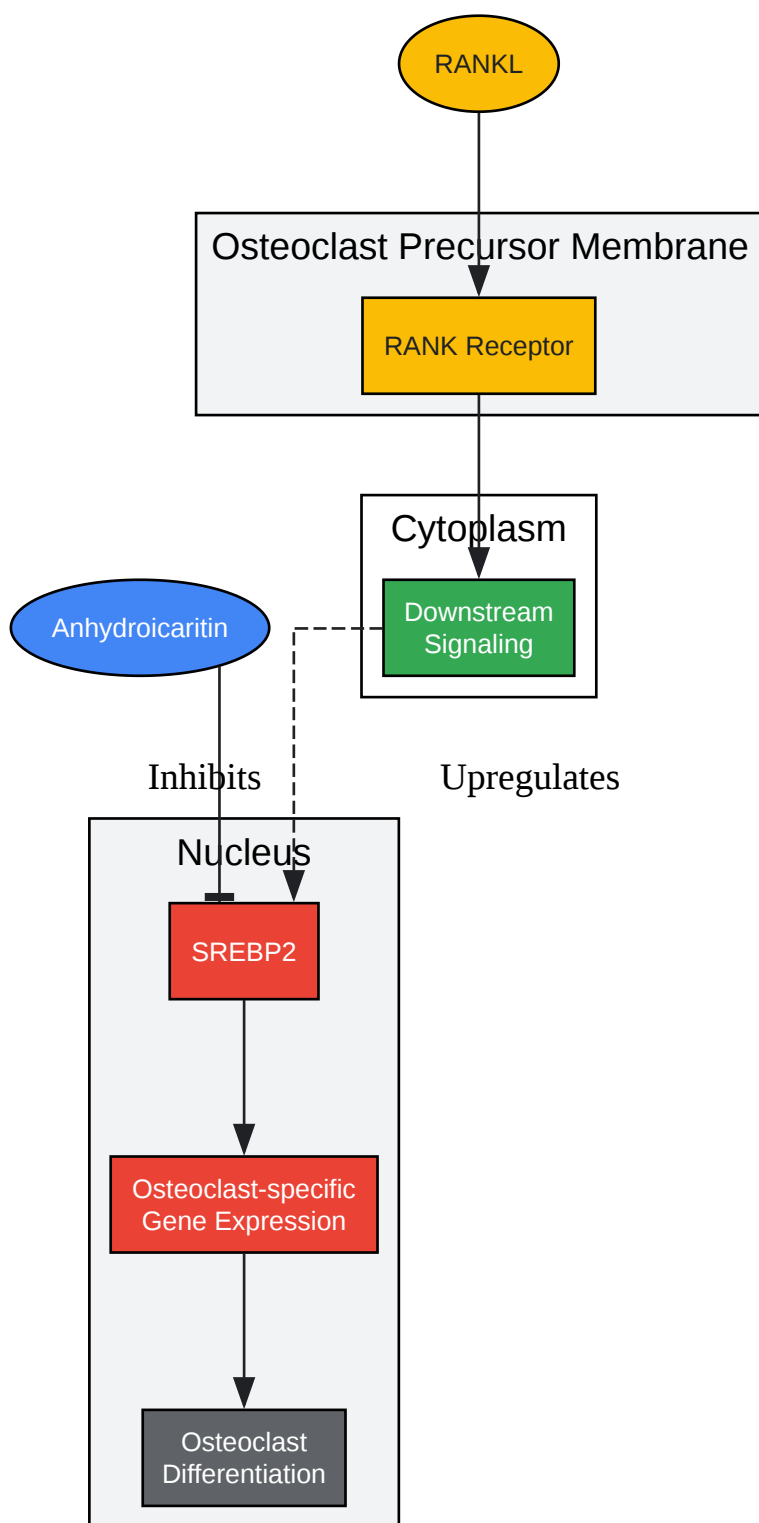 RANKL
Osteoclast Precursor Membrane
RANK Receptor
Cytoplasm
Downstream
Signaling
Anhydroicaritin
Inhibits
Upregulates
Nucleus
SREBP2
Osteoclast-specific
Gene Expression
Osteoclast
Differentiation